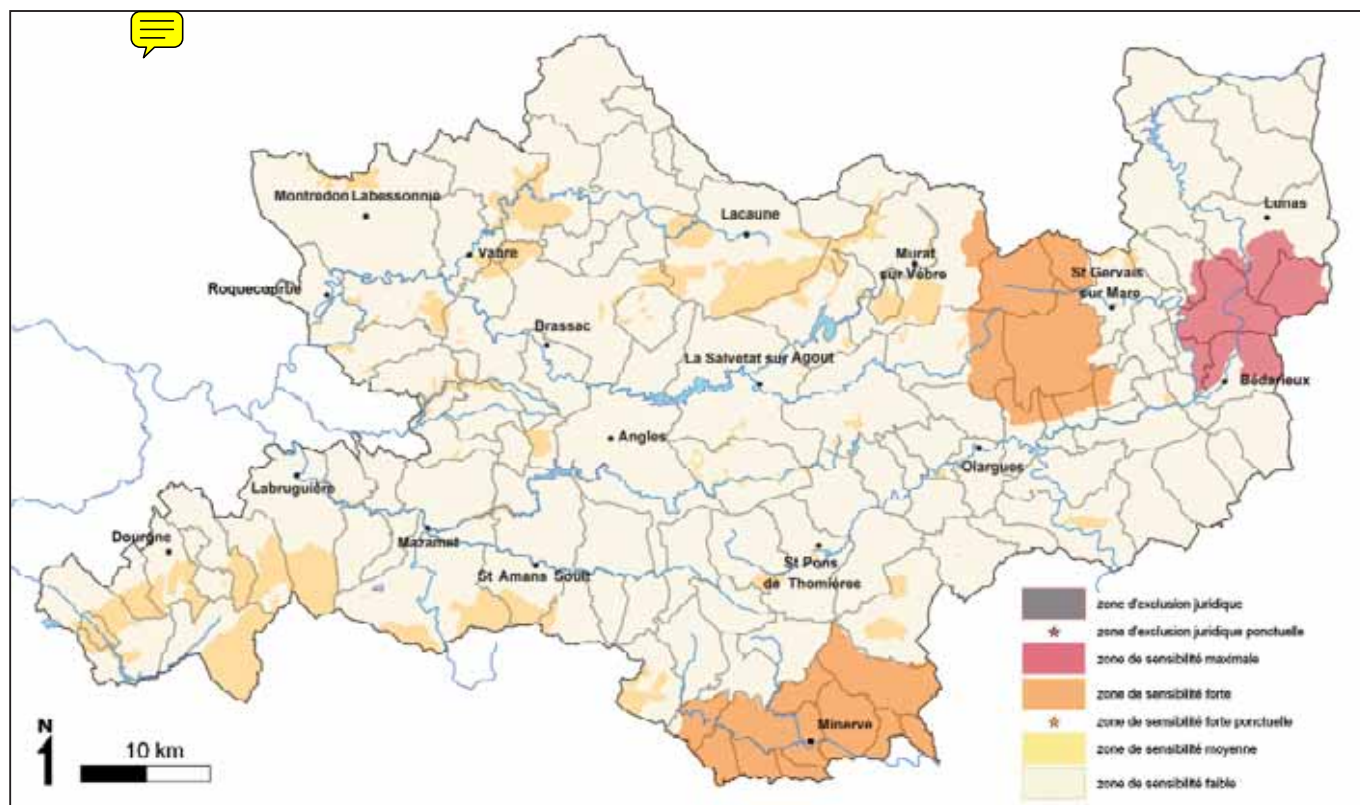 Lunas
Montredon Labessonnié
Lacaune
Vabre
Murat
sur Vèbre
St Gervais
sur Mare
Roquecourbe
Brassac
La Salvetat sur Agout
Bédarieux
Angles
Olargues
Labruguière
Dourgne
Mazamet
St Amans Soult
St Pons
de Thomières
Minerve
N
10 km
zone d'exclusion juridique
zone d'exclusion juridique ponctuelle
zone de sensibilité maximale
zone de sensibilité forte
zone de sensibilité forte ponctuelle
zone de sensibilité moyenne
zone de sensibilité faible